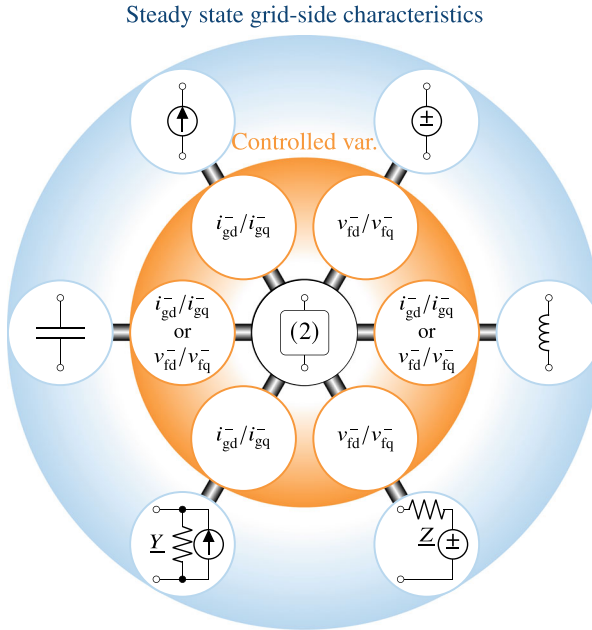 Steady state grid-side characteristics
Controlled var.
i⁻gd/i⁻gq
v⁻fd/v⁻fq
i⁻gd/i⁻gq
or
v⁻fd/v⁻fq
(2)
i⁻gd/i⁻gq
or
v⁻fd/v⁻fq
i⁻gd/i⁻gq
v⁻fd/v⁻fq
Y
Z